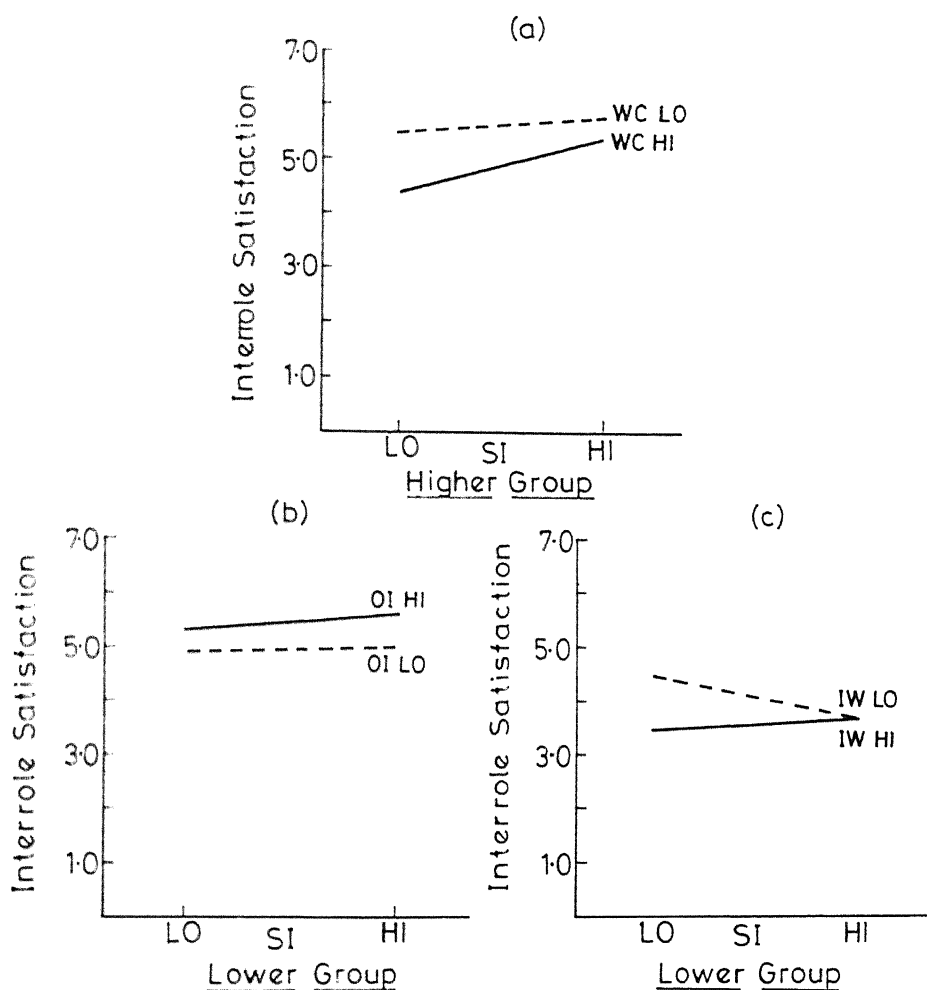 (a)
7.0
5.0
3.0
1.0
Interrole Satisfaction
WC LO
WC HI
LO SI HI
Higher Group
(b)
7.0
5.0
3.0
1.0
Interrole Satisfaction
OI HI
OI LO
LO SI HI
Lower Group
(c)
7.0
5.0
3.0
1.0
Interrole Satisfaction
IW LO
IW HI
LO SI HI
Lower Group